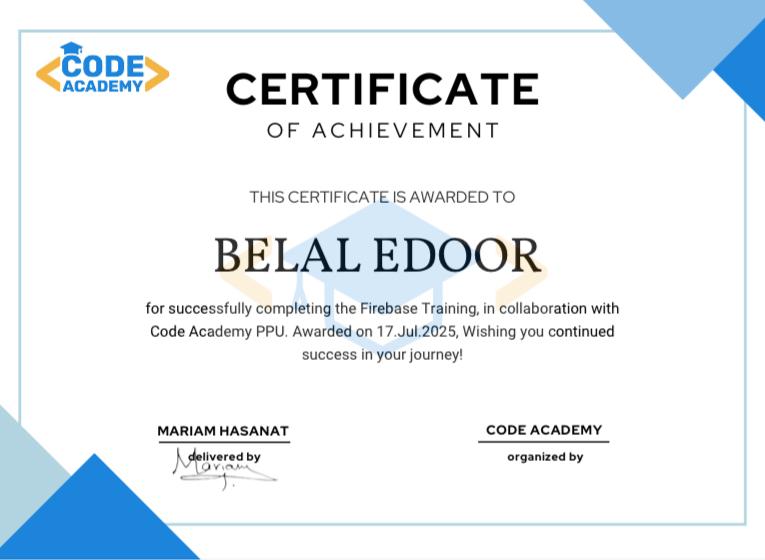 CODE
ACADEMY
CERTIFICATE
OF ACHIEVEMENT
THIS CERTIFICATE IS AWARDED TO
BELAL EDOOR
for successfully completing the Firebase Training, in collaboration with
Code Academy PPU. Awarded on 17.Jul.2025, Wishing you continued
success in your journey!
MARIAM HASANAT
delivered by
Mariam
CODE ACADEMY
organized by